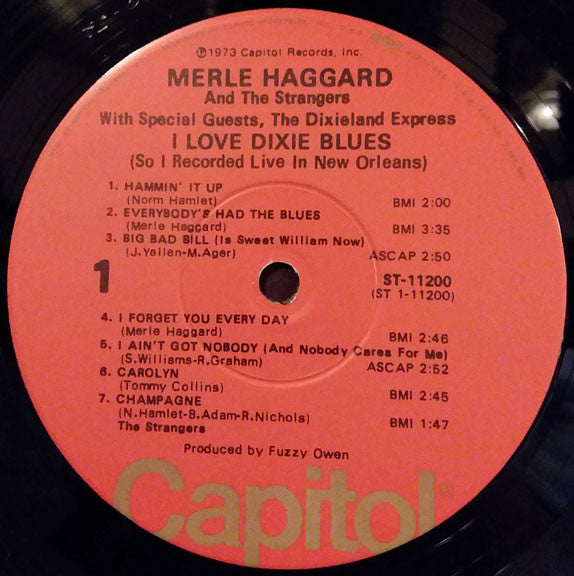 ℗1973 Capitol Records, Inc.
MERLE HAGGARD
And The Strangers
With Special Guests, The Dixieland Express
I LOVE DIXIE BLUES
(So I Recorded Live In New Orleans)
1. HAMMIN' IT UP
(Norm Hamlet) BMI 2:00
2. EVERYBODY'S HAD THE BLUES
(Merle Haggard) BMI 3:35
3. BIG BAD BILL (Is Sweet William Now)
(J.Yellen-M.Ager) ASCAP 2:50
1 ST-11200
(ST 1-11200)
4. I FORGET YOU EVERY DAY
(Merle Haggard) BMI 2:46
5. I AIN'T GOT NOBODY (And Nobody Cares For Me)
(S.Williams-R.Graham) ASCAP 2:52
6. CAROLYN
(Tommy Collins) BMI 2:45
7. CHAMPAGNE
(N.Hamlet-B.Adam-R.Nichols) BMI 1:47
The Strangers
Produced by Fuzzy Owen
Capitol